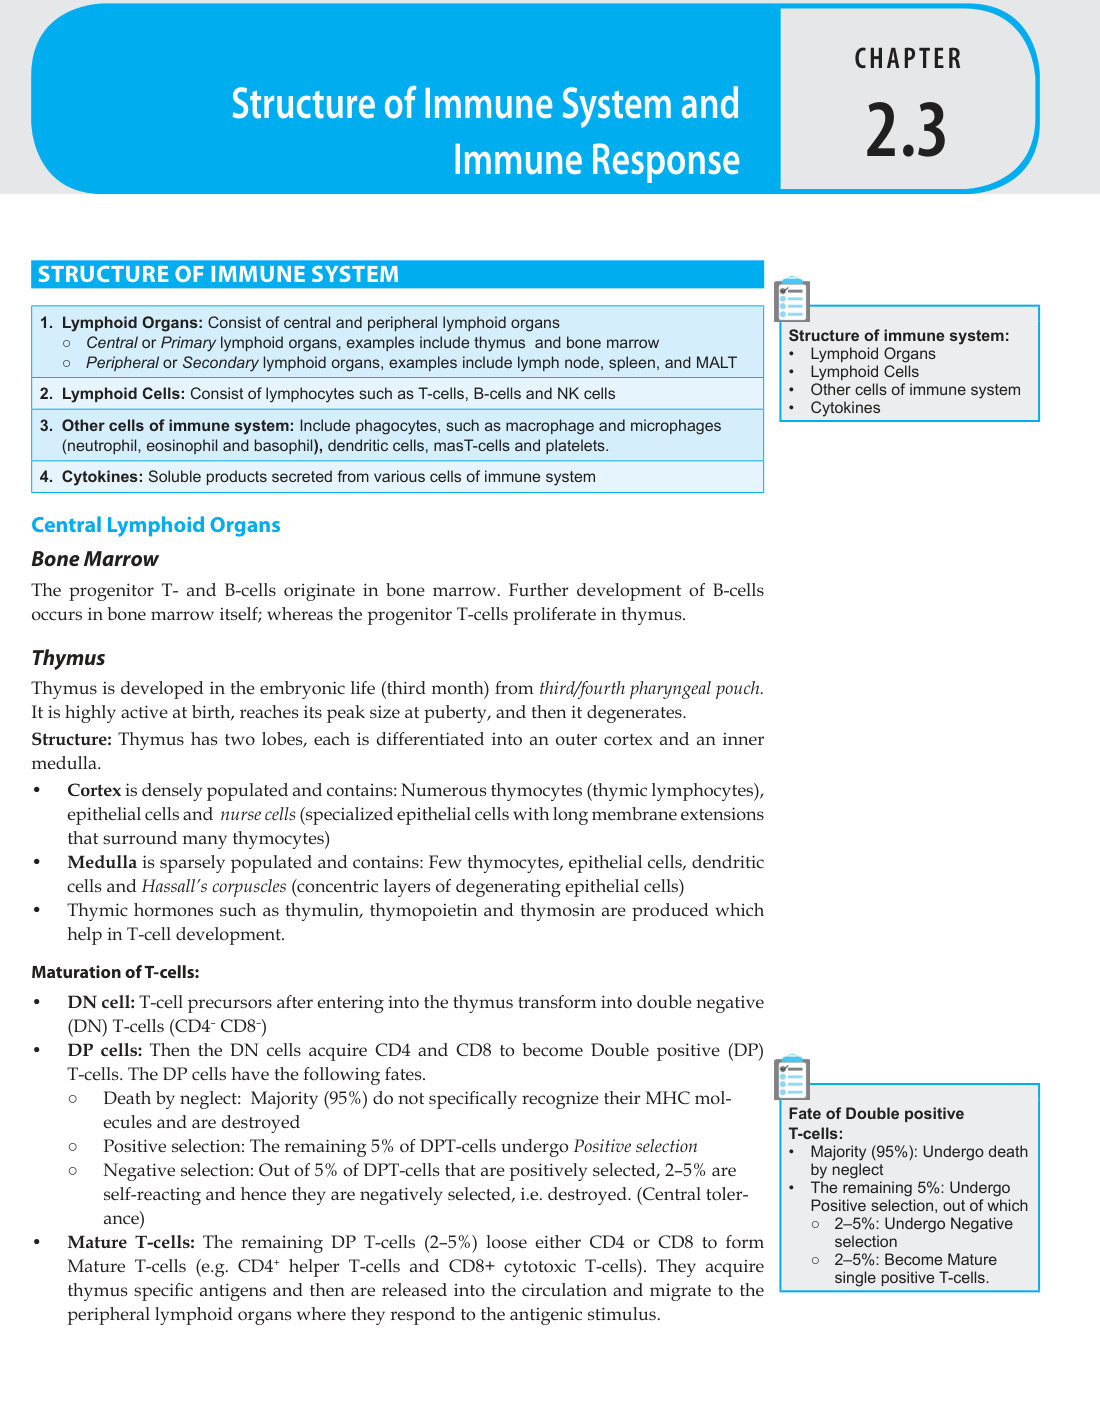 Structure of Immune System and
Immune Response
CHAPTER
2.3
STRUCTURE OF IMMUNE SYSTEM
1. Lymphoid Organs: Consist of central and peripheral lymphoid organs
○ Central or Primary lymphoid organs, examples include thymus and bone marrow
○ Peripheral or Secondary lymphoid organs, examples include lymph node, spleen, and MALT
2. Lymphoid Cells: Consist of lymphocytes such as T-cells, B-cells and NK cells
3. Other cells of immune system: Include phagocytes, such as macrophage and microphages
(neutrophil, eosinophil and basophil), dendritic cells, masT-cells and platelets.
4. Cytokines: Soluble products secreted from various cells of immune system
Structure of immune system:
• Lymphoid Organs
• Lymphoid Cells
• Other cells of immune system
• Cytokines
Central Lymphoid Organs
Bone Marrow
The progenitor T- and B-cells originate in bone marrow. Further development of B-cells
occurs in bone marrow itself; whereas the progenitor T-cells proliferate in thymus.
Thymus
Thymus is developed in the embryonic life (third month) from third/fourth pharyngeal pouch.
It is highly active at birth, reaches its peak size at puberty, and then it degenerates.
Structure: Thymus has two lobes, each is differentiated into an outer cortex and an inner
medulla.
• Cortex is densely populated and contains: Numerous thymocytes (thymic lymphocytes),
epithelial cells and nurse cells (specialized epithelial cells with long membrane extensions
that surround many thymocytes)
• Medulla is sparsely populated and contains: Few thymocytes, epithelial cells, dendritic
cells and Hassall's corpuscles (concentric layers of degenerating epithelial cells)
• Thymic hormones such as thymulin, thymopoietin and thymosin are produced which
help in T-cell development.
Maturation of T-cells:
• DN cell: T-cell precursors after entering into the thymus transform into double negative
(DN) T-cells (CD4⁻ CD8⁻)
• DP cells: Then the DN cells acquire CD4 and CD8 to become Double positive (DP)
T-cells. The DP cells have the following fates.
○ Death by neglect: Majority (95%) do not specifically recognize their MHC mol-
ecules and are destroyed
○ Positive selection: The remaining 5% of DPT-cells undergo Positive selection
○ Negative selection: Out of 5% of DPT-cells that are positively selected, 2–5% are
self-reacting and hence they are negatively selected, i.e. destroyed. (Central toler-
ance)
• Mature T-cells: The remaining DP T-cells (2–5%) loose either CD4 or CD8 to form
Mature T-cells (e.g. CD4⁺ helper T-cells and CD8+ cytotoxic T-cells). They acquire
thymus specific antigens and then are released into the circulation and migrate to the
peripheral lymphoid organs where they respond to the antigenic stimulus.
Fate of Double positive
T-cells:
• Majority (95%): Undergo death
by neglect
• The remaining 5%: Undergo
Positive selection, out of which
○ 2–5%: Undergo Negative
selection
○ 2–5%: Become Mature
single positive T-cells.